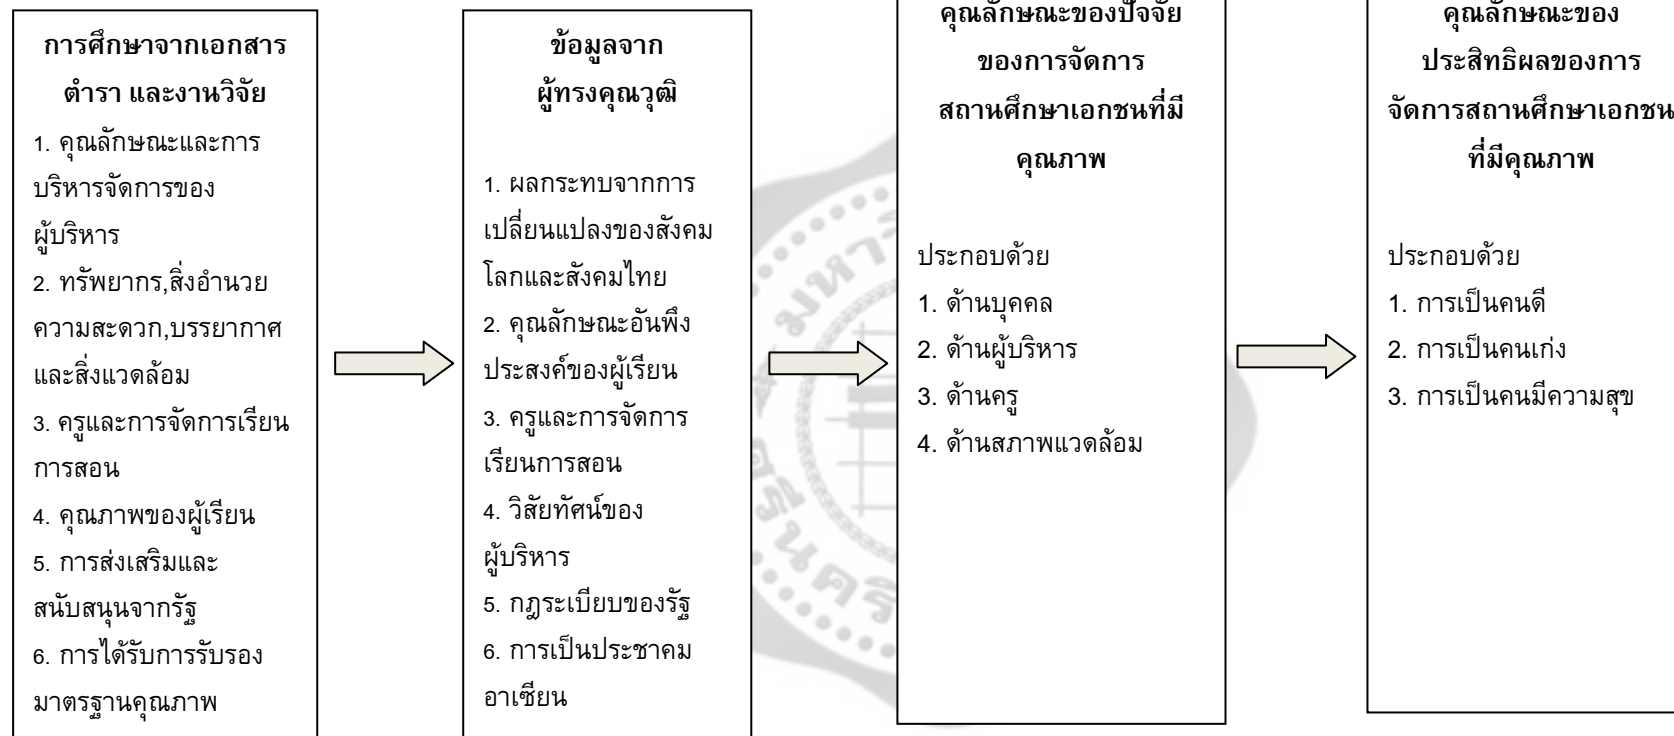 การศึกษาจากเอกสาร
ตำรา และงานวิจัย
1. คุณลักษณะและการ
บริหารจัดการของ
ผู้บริหาร
2. ทรัพยากร,สิ่งอำนวย
ความสะดวก,บรรยากาศ
และสิ่งแวดล้อม
3. ครูและการจัดการเรียน
การสอน
4. คุณภาพของผู้เรียน
5. การส่งเสริมและ
สนับสนุนจากรัฐ
6. การได้รับการรับรอง
มาตรฐานคุณภาพ
ข้อมูลจาก
ผู้ทรงคุณวุฒิ
1. ผลกระทบจากการ
เปลี่ยนแปลงของสังคม
โลกและสังคมไทย
2. คุณลักษณะอันพึง
ประสงค์ของผู้เรียน
3. ครูและการจัดการ
เรียนการสอน
4. วิสัยทัศน์ของ
ผู้บริหาร
5. กฎระเบียบของรัฐ
6. การเป็นประชาคม
อาเซียน
คุณลักษณะของปัจจัย
ของการจัดการ
สถานศึกษาเอกชนที่มี
คุณภาพ
ประกอบด้วย
1. ด้านบุคคล
2. ด้านผู้บริหาร
3. ด้านครู
4. ด้านสภาพแวดล้อม
คุณลักษณะของ
ประสิทธิผลของการ
จัดการสถานศึกษาเอกชน
ที่มีคุณภาพ
ประกอบด้วย
1. การเป็นคนดี
2. การเป็นคนเก่ง
3. การเป็นคนมีความสุข